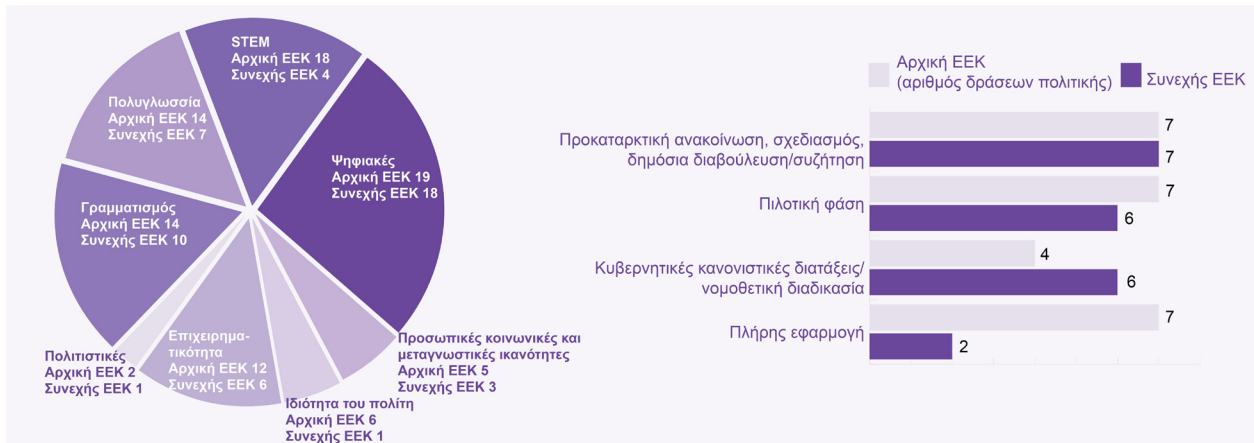 STEM
Αρχική ΕΕΚ 18
Συνεχής ΕΕΚ 4
Πολυγλωσσία
Αρχική ΕΕΚ 14
Συνεχής ΕΕΚ 7
Ψηφιακές
Αρχική ΕΕΚ 19
Συνεχής ΕΕΚ 18
Γραμματισμός
Αρχική ΕΕΚ 14
Συνεχής ΕΕΚ 10
Πολιτιστικές
Αρχική ΕΕΚ 2
Συνεχής ΕΕΚ 1
Επιχειρημα-
τικότητα
Αρχική ΕΕΚ 12
Συνεχής ΕΕΚ 6
Ιδιότητα του πολίτη
Αρχική ΕΕΚ 6
Συνεχής ΕΕΚ 1
Προσωπικές κοινωνικές και
μεταγνωστικές ικανότητες
Αρχική ΕΕΚ 5
Συνεχής ΕΕΚ 3
Αρχική ΕΕΚ
(αριθμός δράσεων πολιτικής)
Συνεχής ΕΕΚ
Προκαταρκτική ανακοίνωση, σχεδιασμός,
δημόσια διαβούλευση/συζήτηση
7
7
Πιλοτική φάση
7
6
Κυβερνητικές κανονιστικές διατάξεις/
νομοθετική διαδικασία
4
6
Πλήρης εφαρμογή
7
2